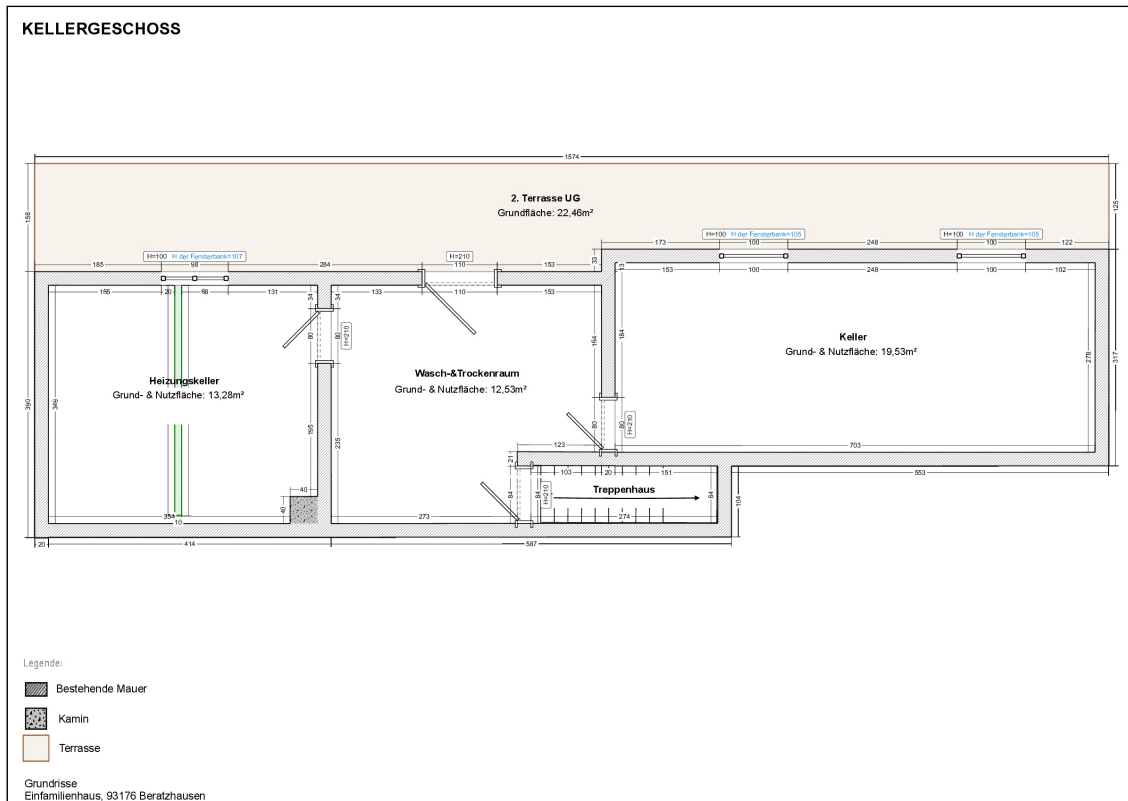 KELLERGESCHOSS
1574
158
125
2. Terrasse UG
Grundfläche: 22,46m²
H=100 H der Fensterbank=105
H=100 H der Fensterbank=105
173
100
248
100
122
H=100 H der Fensterbank=107
H=210
33
185
98
284
110
153
13
153
100
248
100
102
165
20
68
131
34
34
133
110
153
80
80
H=210
164
184
Keller
Grund- & Nutzfläche: 19,53m²
278
317
Heizungskeller
Grund- & Nutzfläche: 13,28m²
Wasch-&Trockenraum
Grund- & Nutzfläche: 12,53m²
390
349
195
235
80
80
H=210
123
703
21
103
20
151
553
Treppenhaus
40
40
84
84
H=210
84
104
354
10
273
274
20
414
587
Legende:
Bestehende Mauer
Kamin
Terrasse
Grundrisse
Einfamilienhaus, 93176 Beratzhausen